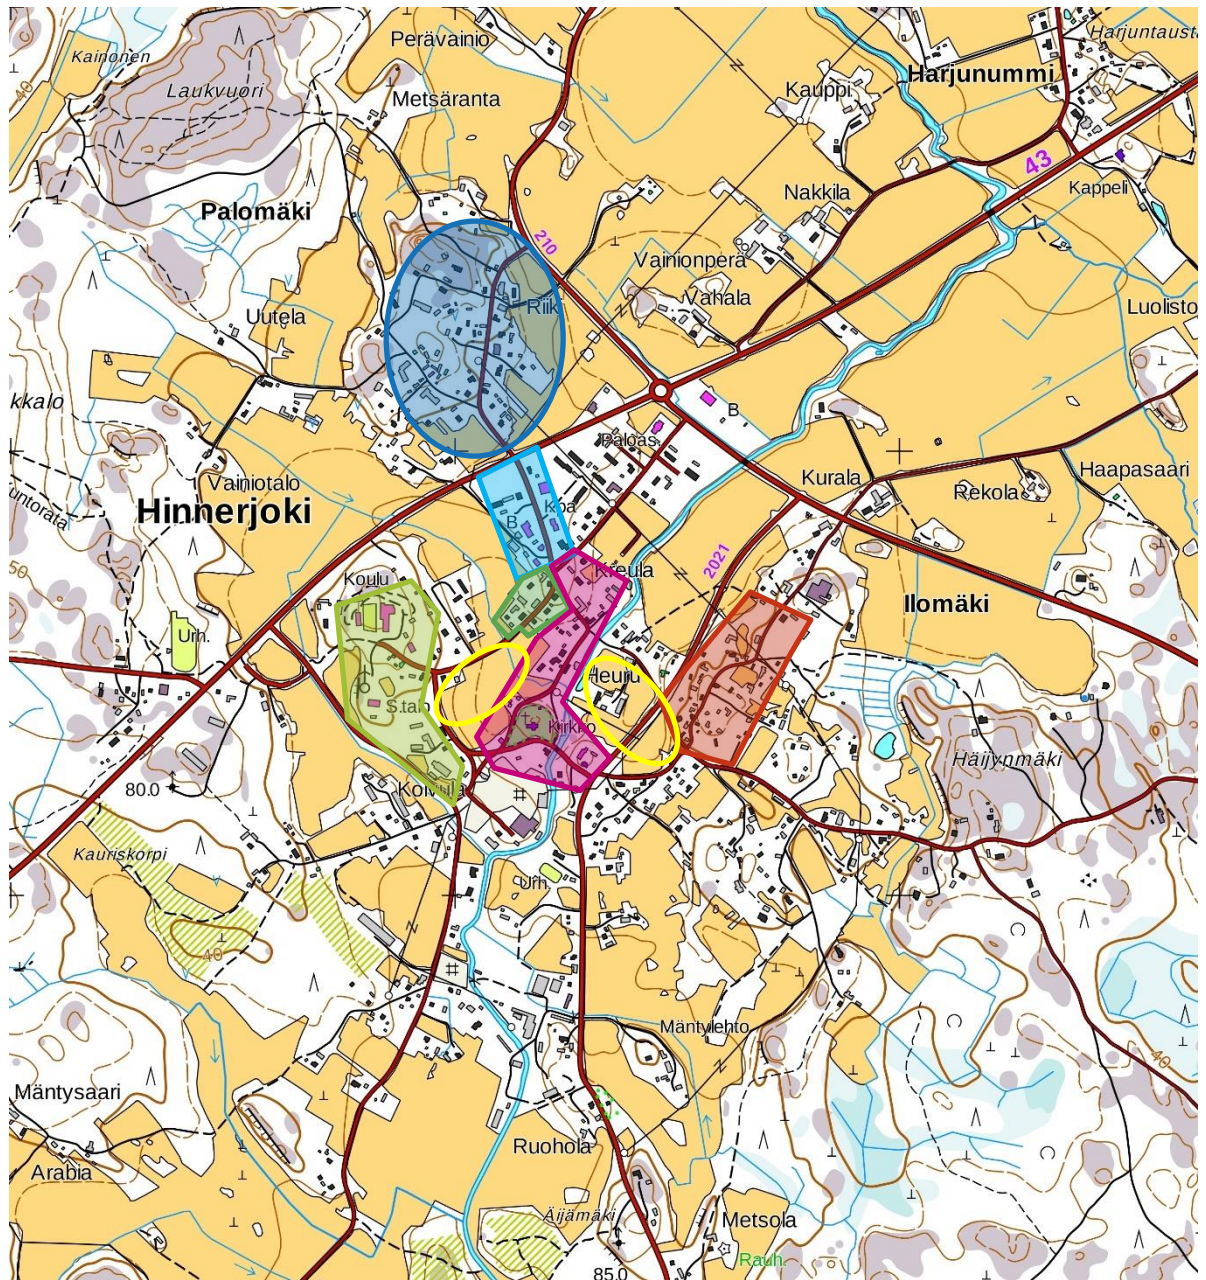 Perävainio
Harjuntausta
Kainonen
Harjunummi
Laukvuori
Kauppi
Metsäranta
43
Kappeli
Nakkila
Palomäki
210
Vainionperä
Vahala
Riik
Luolisto
Uutela
kkalo
B
Paloas.
Vainiotalo
Kurala
Haapasaari
Rekola
untorata
Hinnerjoki
B
2021
Koulu
Kreula
50
Ilomäki
Urh.
Heuru
S.talo
Kirkko
Häijynmäki
80.0
Kauriskorpi
Urh
40
Mäntylehto
40
Mäntysaari
Ruohola
Arabia
Äijämäki
Metsola
Rauh.
85.0